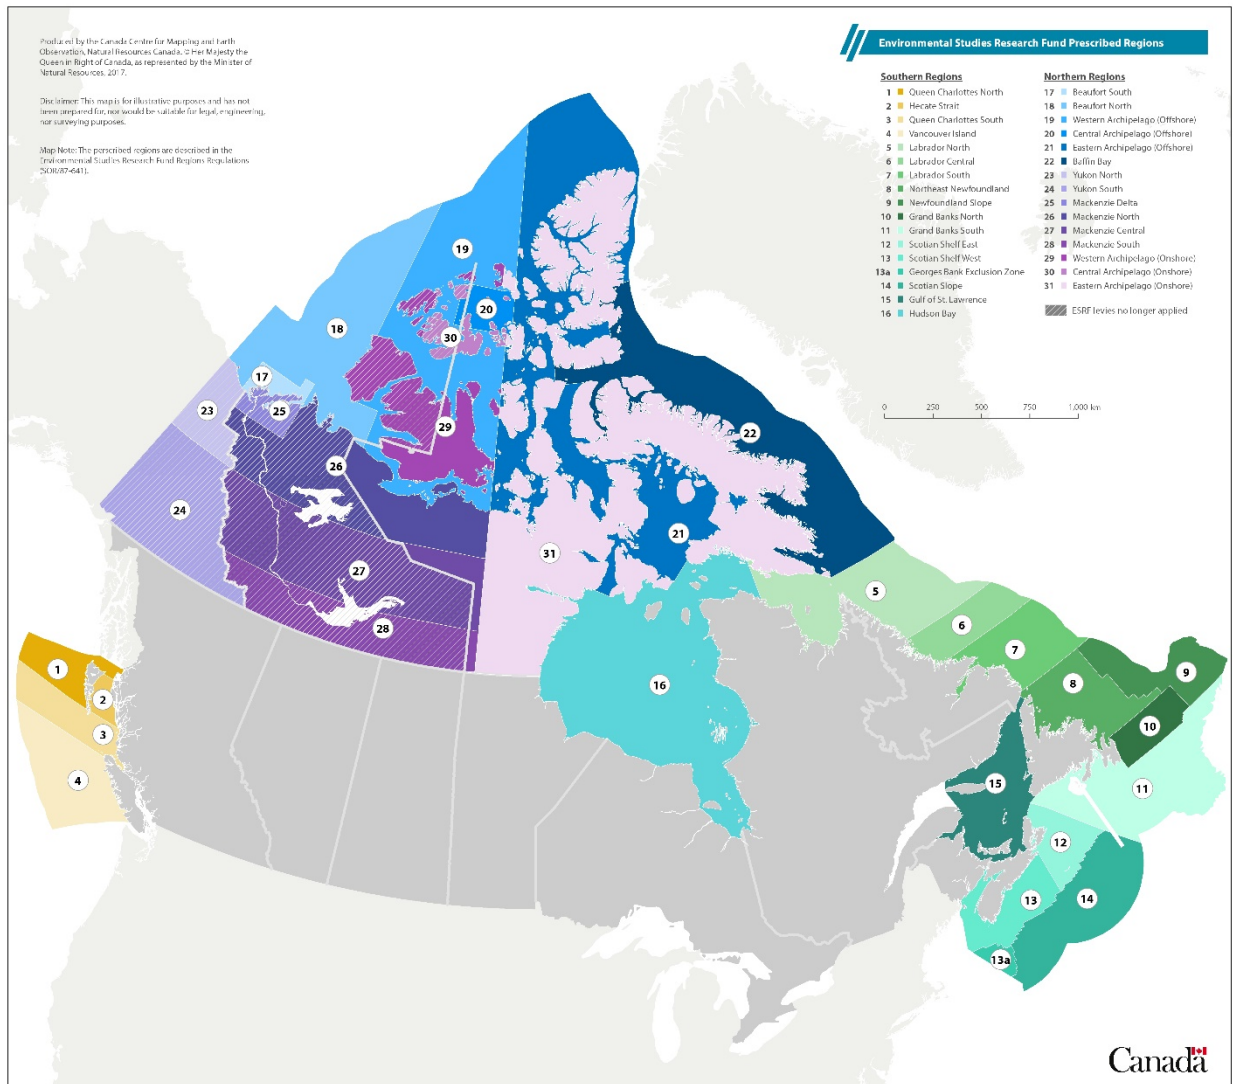 Produced by the Canada Centre for Mapping and Earth
Observation, Natural Resources Canada. © Her Majesty the
Queen in Right of Canada, as represented by the Minister of
Natural Resources, 2017.
Disclaimer: This map is for illustrative purposes and has not
been prepared for, nor would be suitable for legal, engineering,
nor surveying purposes.
Map Note: The perscribed regions are described in the
Environmental Studies Research Fund Regions Regulations
(SOR/87-641).
Environmental Studies Research Fund Prescribed Regions
Southern Regions
1 Queen Charlottes North
2 Hecate Strait
3 Queen Charlottes South
4 Vancouver Island
5 Labrador North
6 Labrador Central
7 Labrador South
8 Northeast Newfoundland
9 Newfoundland Slope
10 Grand Banks North
11 Grand Banks South
12 Scotian Shelf East
13 Scotian Shelf West
13a Georges Bank Exclusion Zone
14 Scotian Slope
15 Gulf of St. Lawrence
16 Hudson Bay
Northern Regions
17 Beaufort South
18 Beaufort North
19 Western Archipelago (Offshore)
20 Central Archipelago (Offshore)
21 Eastern Archipelago (Offshore)
22 Baffin Bay
23 Yukon North
24 Yukon South
25 Mackenzie Delta
26 Mackenzie North
27 Mackenzie Central
28 Mackenzie South
29 Western Archipelago (Onshore)
30 Central Archipelago (Onshore)
31 Eastern Archipelago (Onshore)
ESRF levies no longer applied
0 250 500 750 1,000 km
19
20
18
30
17
25
23
29
22
26
24
21
31
27
5
28
6
7
1
16
8
9
2
10
3
4
15
11
12
13
14
13a
Canada